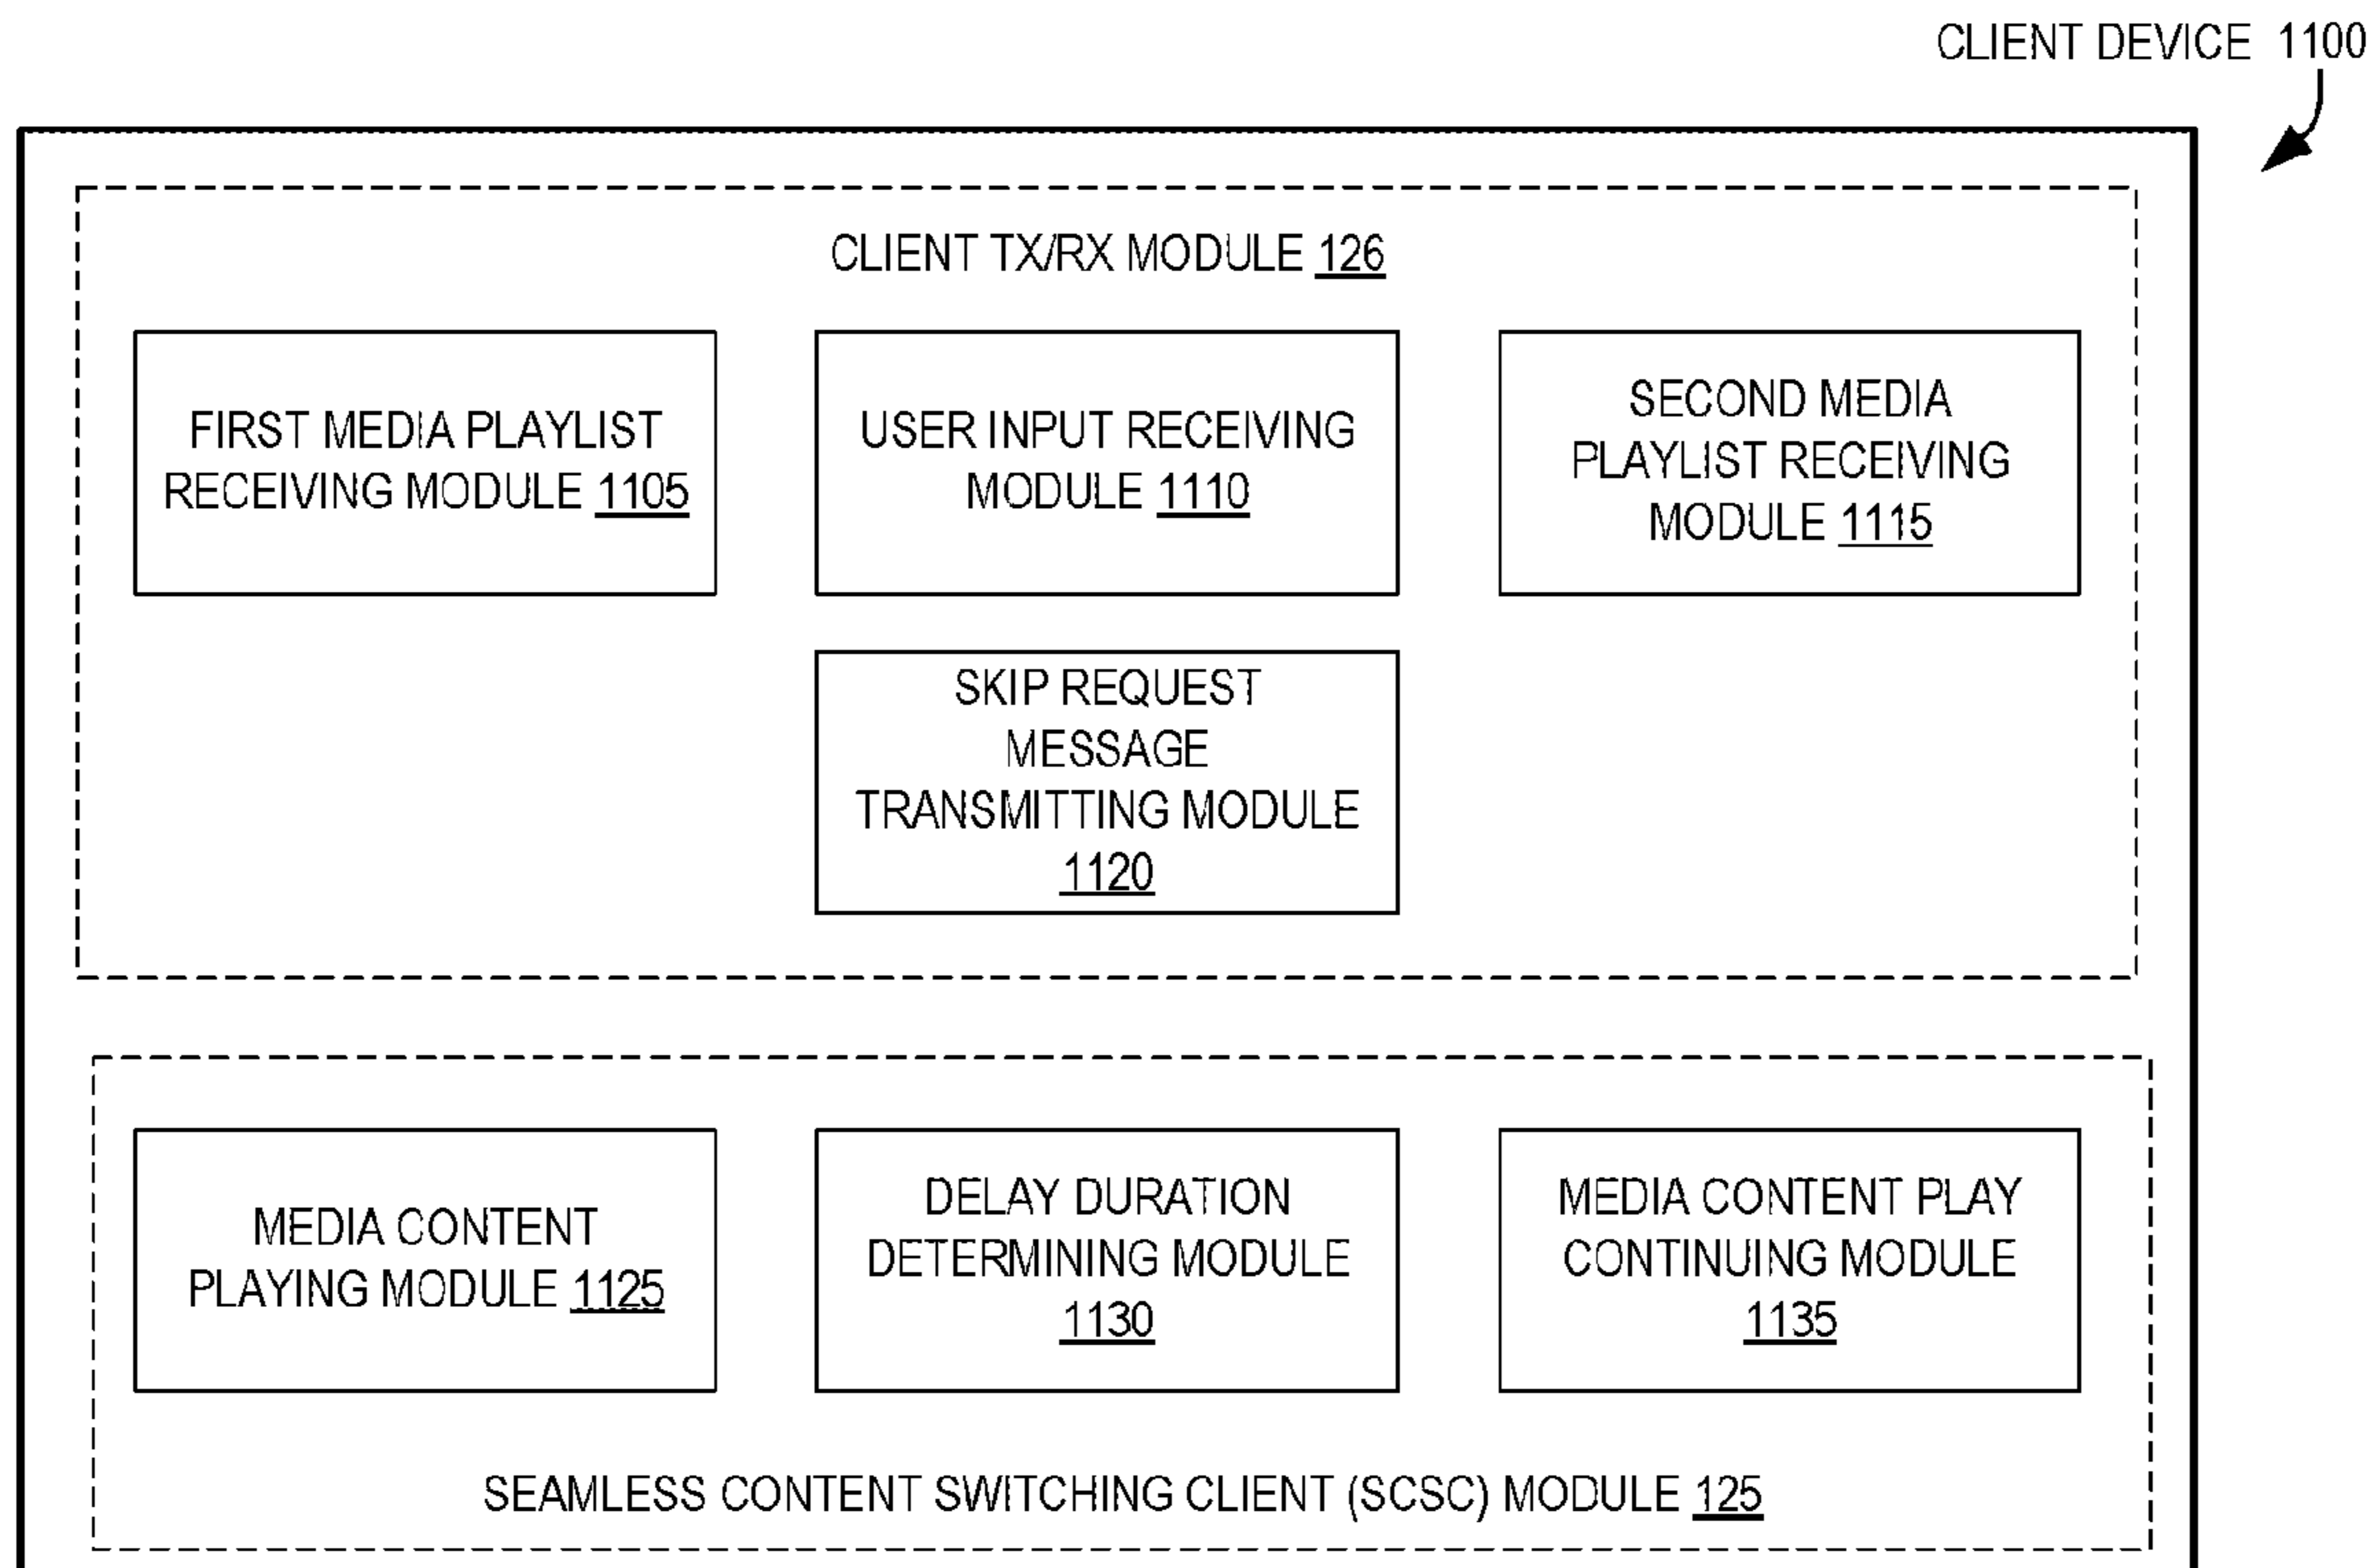 CLIENT DEVICE 1100
CLIENT TX/RX MODULE 126
FIRST MEDIA PLAYLIST
RECEIVING MODULE 1105
USER INPUT RECEIVING
MODULE 1110
SECOND MEDIA
PLAYLIST RECEIVING
MODULE 1115
SKIP REQUEST
MESSAGE
TRANSMITTING MODULE
1120
MEDIA CONTENT
PLAYING MODULE 1125
DELAY DURATION
DETERMINING MODULE
1130
MEDIA CONTENT PLAY
CONTINUING MODULE
1135
SEAMLESS CONTENT SWITCHING CLIENT (SCSC) MODULE 125